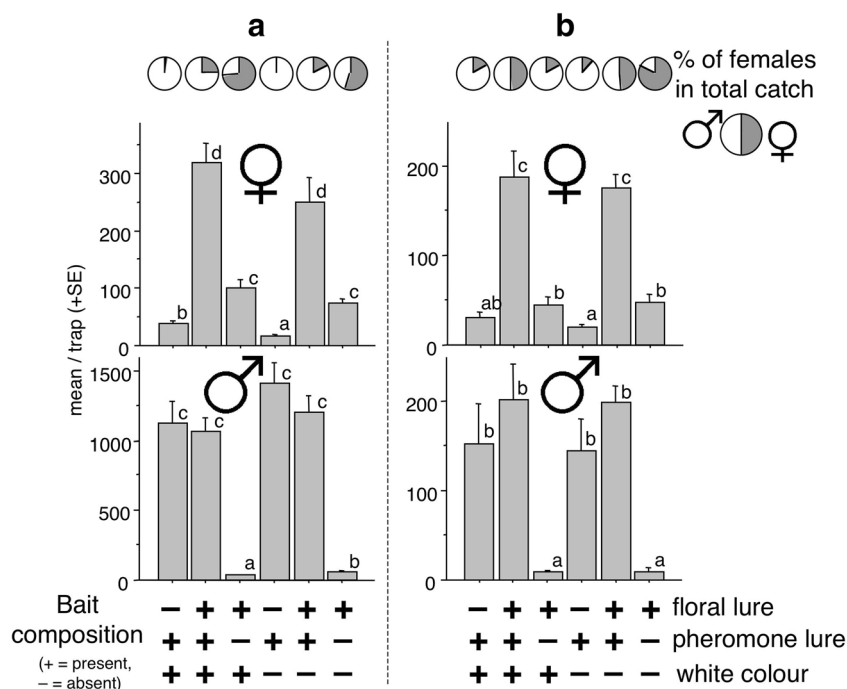 a
b
% of females
in total catch
♂ ♀
♀
♀
d
d
c
c
b
a
300
200
100
0
c
c
b
b
ab
a
200
100
0
mean / trap (+SE)
♂
♂
c
c
c
c
a
b
1500
1000
500
0
b
b
b
b
a
a
200
100
0
Bait
composition
(+ = present,
– = absent)
– + + – + +
+ + – + + –
+ + + – – –
– + + – + + floral lure
+ + – + + – pheromone lure
+ + + – – – white colour